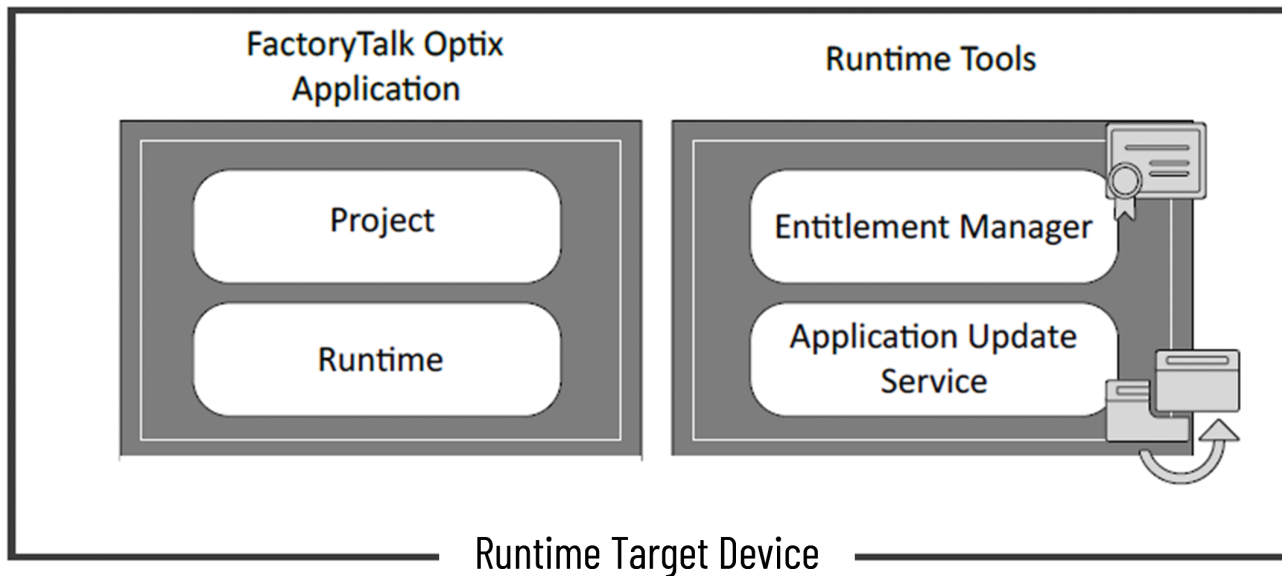 FactoryTalk Optix
Application
Project
Runtime
Runtime Tools
Entitlement Manager
Application Update
Service
Runtime Target Device